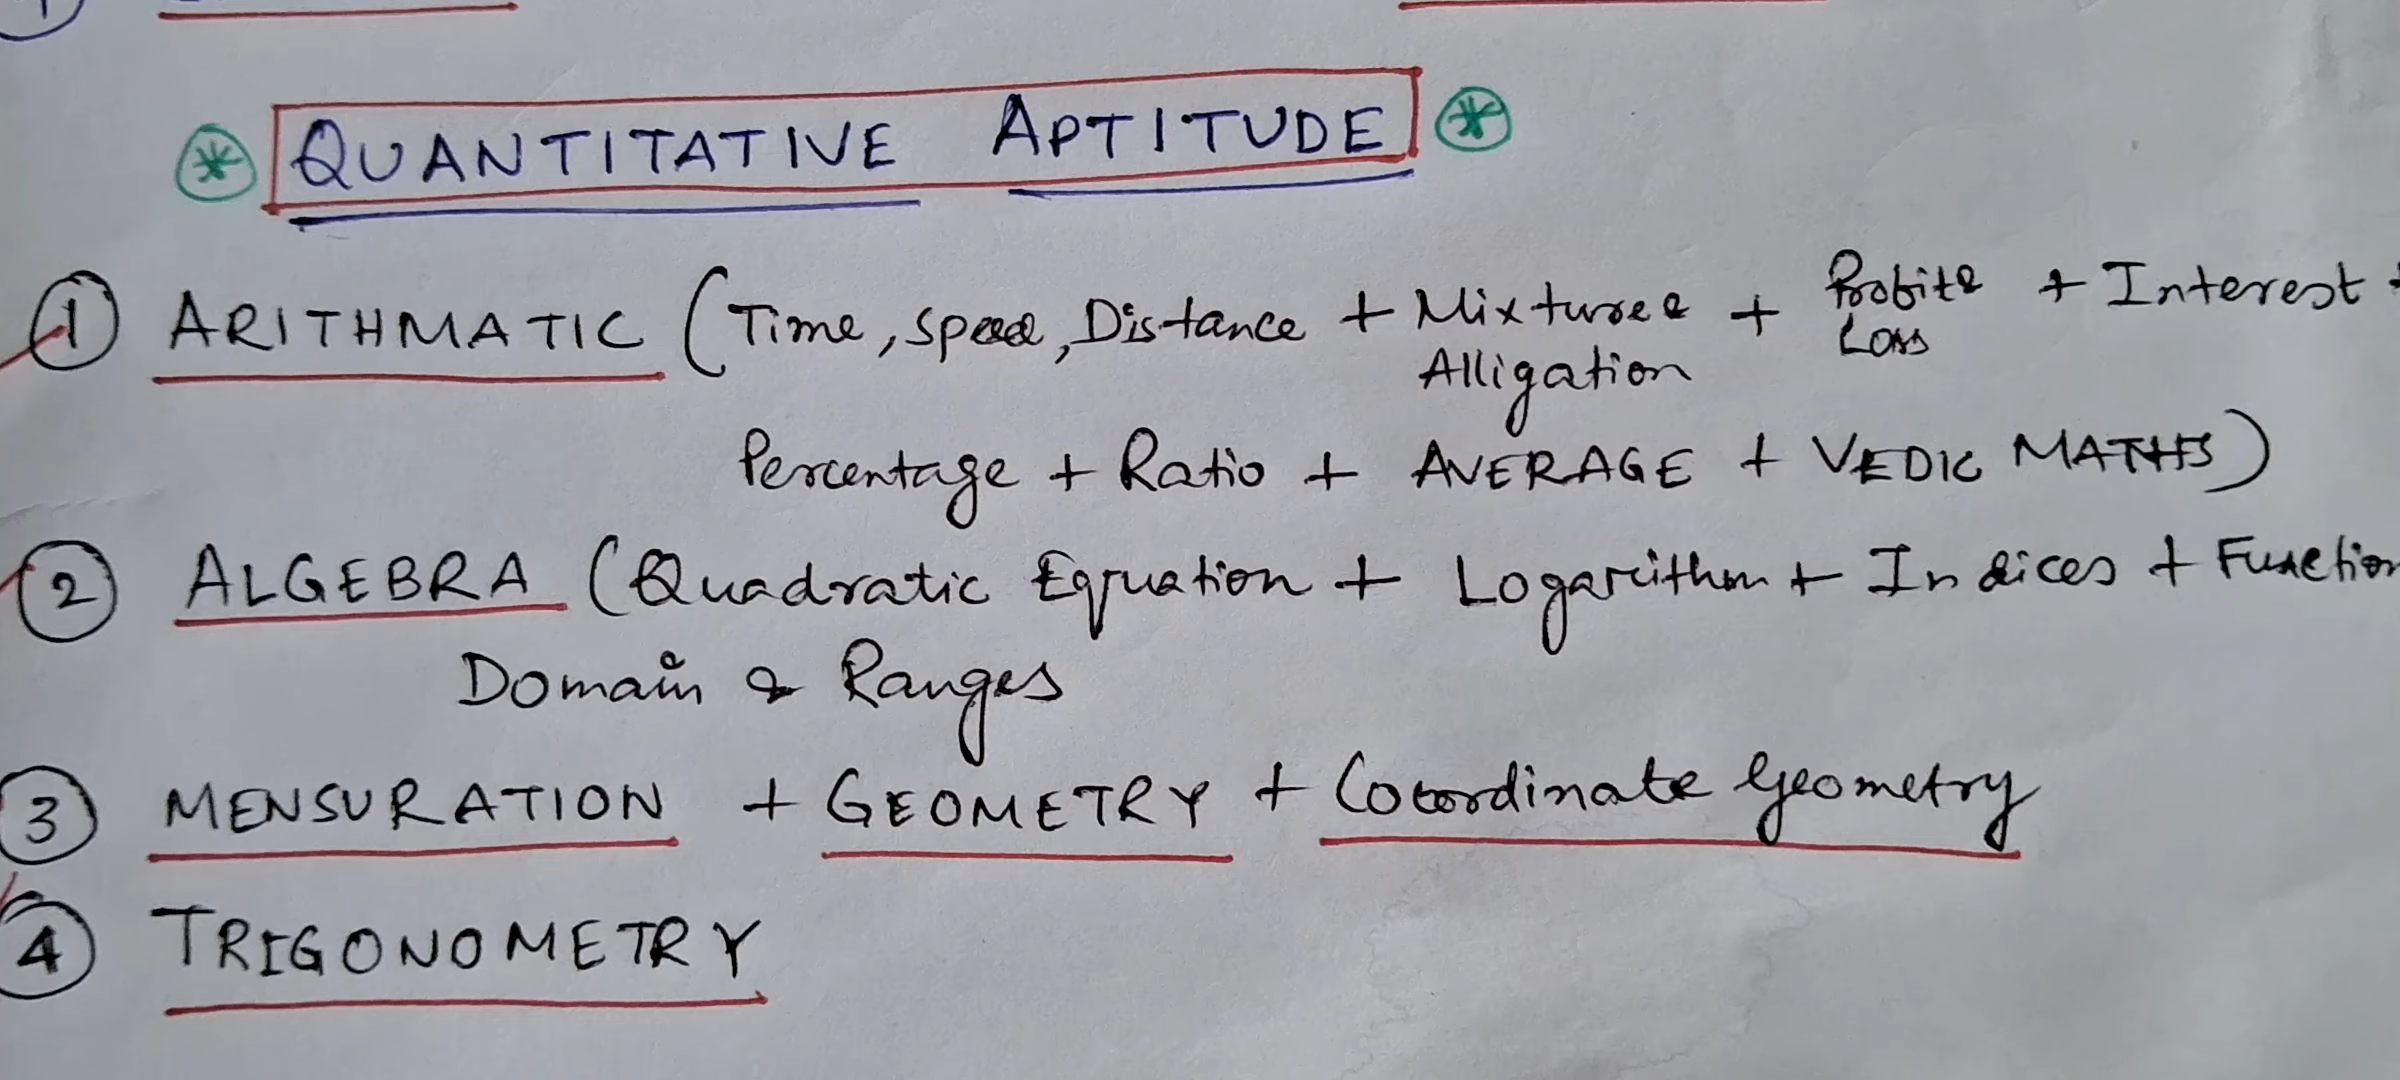 * QUANTITATIVE APTITUDE *
1 ARITHMATIC (Time, Speed, Distance + Mixture & Alligation + Profit & Loss + Interest +
Percentage + Ratio + AVERAGE + VEDIC MATHS)
2 ALGEBRA (Quadratic Equation + Logarithm + Indices + Function
Domain & Ranges
3 MENSURATION + GEOMETRY + Coordinate Geometry
4 TRIGONOMETRY